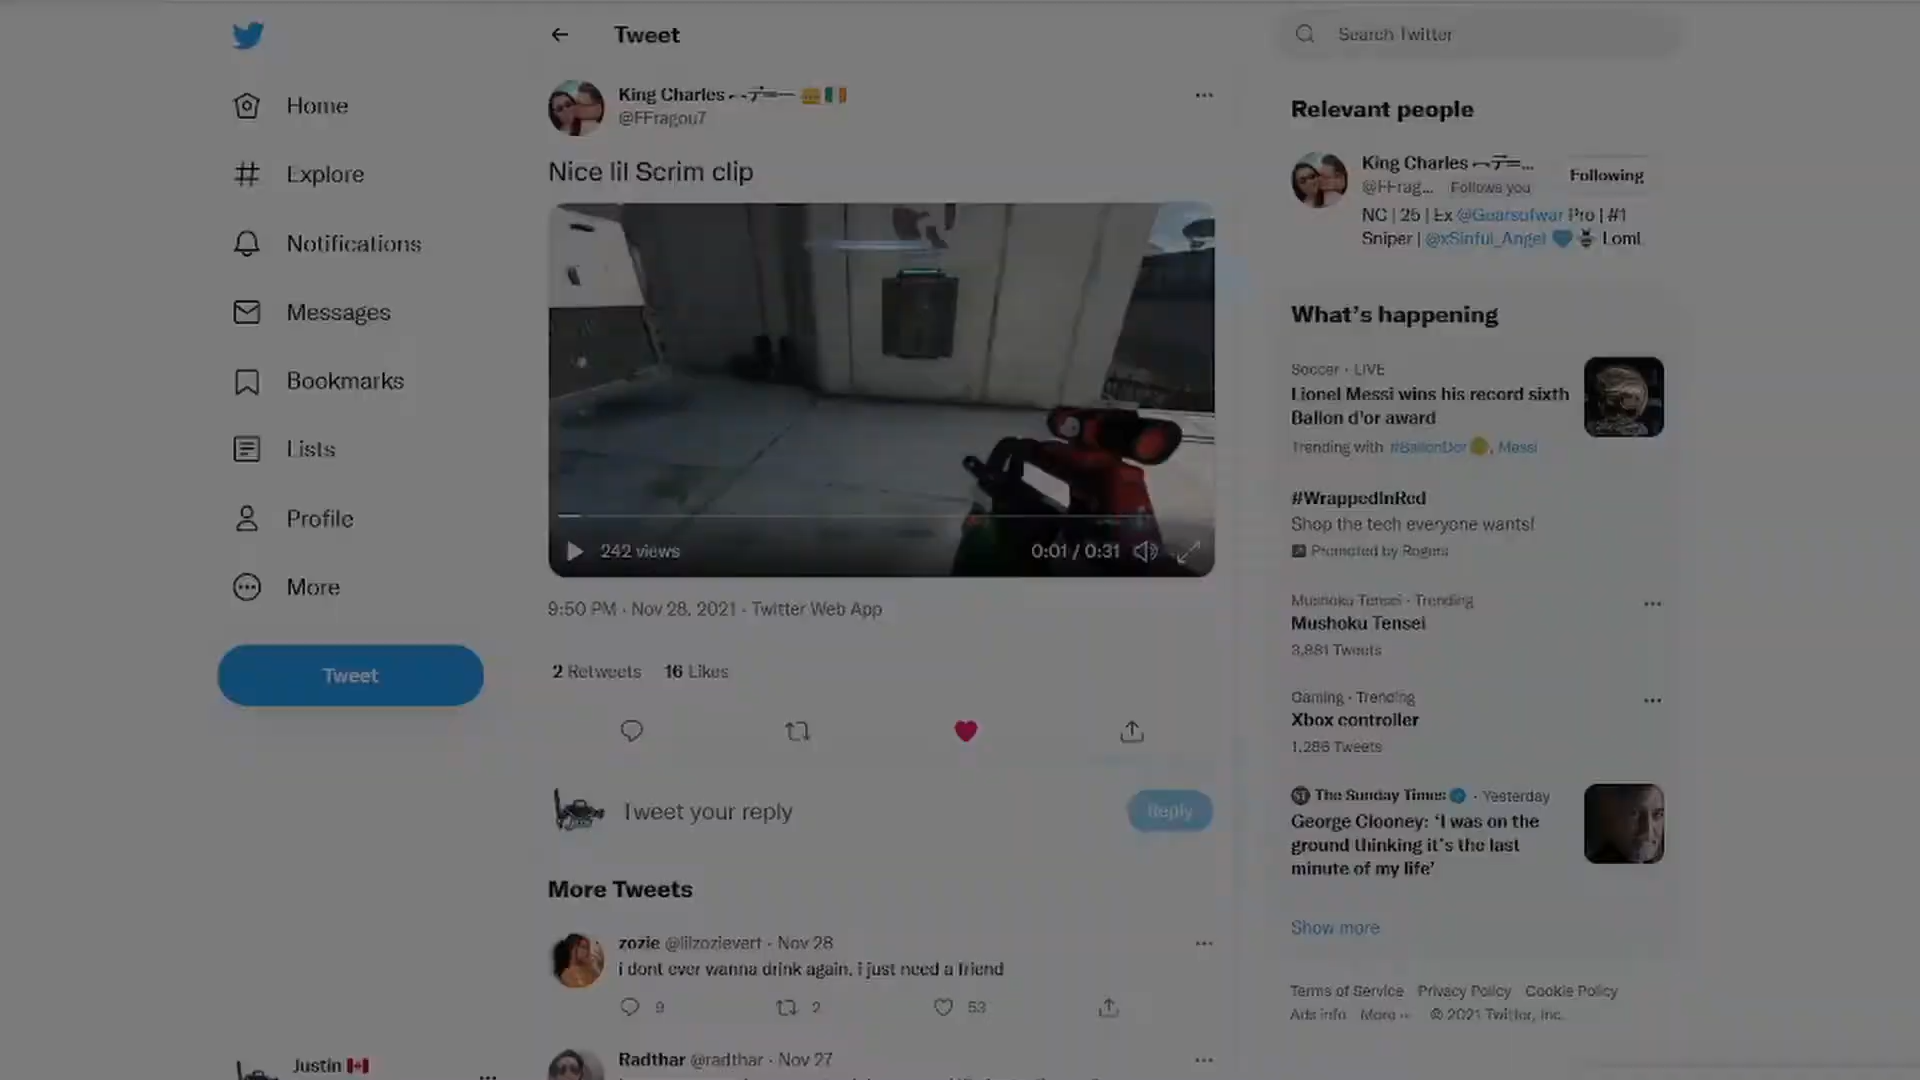 Home
Explore
Notifications
Messages
Bookmarks
Lists
Profile
More
Tweet
Justin
Tweet
King Charles
@FFragou7
Nice lil Scrim clip
242 views
0:01 / 0:31
9:50 PM · Nov 28, 2021 · Twitter Web App
2 Retweets 16 Likes
Tweet your reply
Reply
More Tweets
zozie @lilzozievert · Nov 28
i dont ever wanna drink again. i just need a friend
9 2 53
Radthar @radthar · Nov 27
Search Twitter
Relevant people
King Charles
@FFrag... Follows you
Following
NC | 25 | Ex @Gearsofwar Pro | #1
Sniper | @xSinful_Angel Loml
What's happening
Soccer · LIVE
Lionel Messi wins his record sixth
Ballon d'or award
Trending with #BallonDor, Messi
#WrappedInRed
Shop the tech everyone wants!
Promoted by Rogers
Mushoku Tensei · Trending
Mushoku Tensei
3,881 Tweets
Gaming · Trending
Xbox controller
1,286 Tweets
The Sunday Times · Yesterday
George Clooney: 'I was on the
ground thinking it's the last
minute of my life'
Show more
Terms of Service Privacy Policy Cookie Policy
Ads info More ··· © 2021 Twitter, Inc.